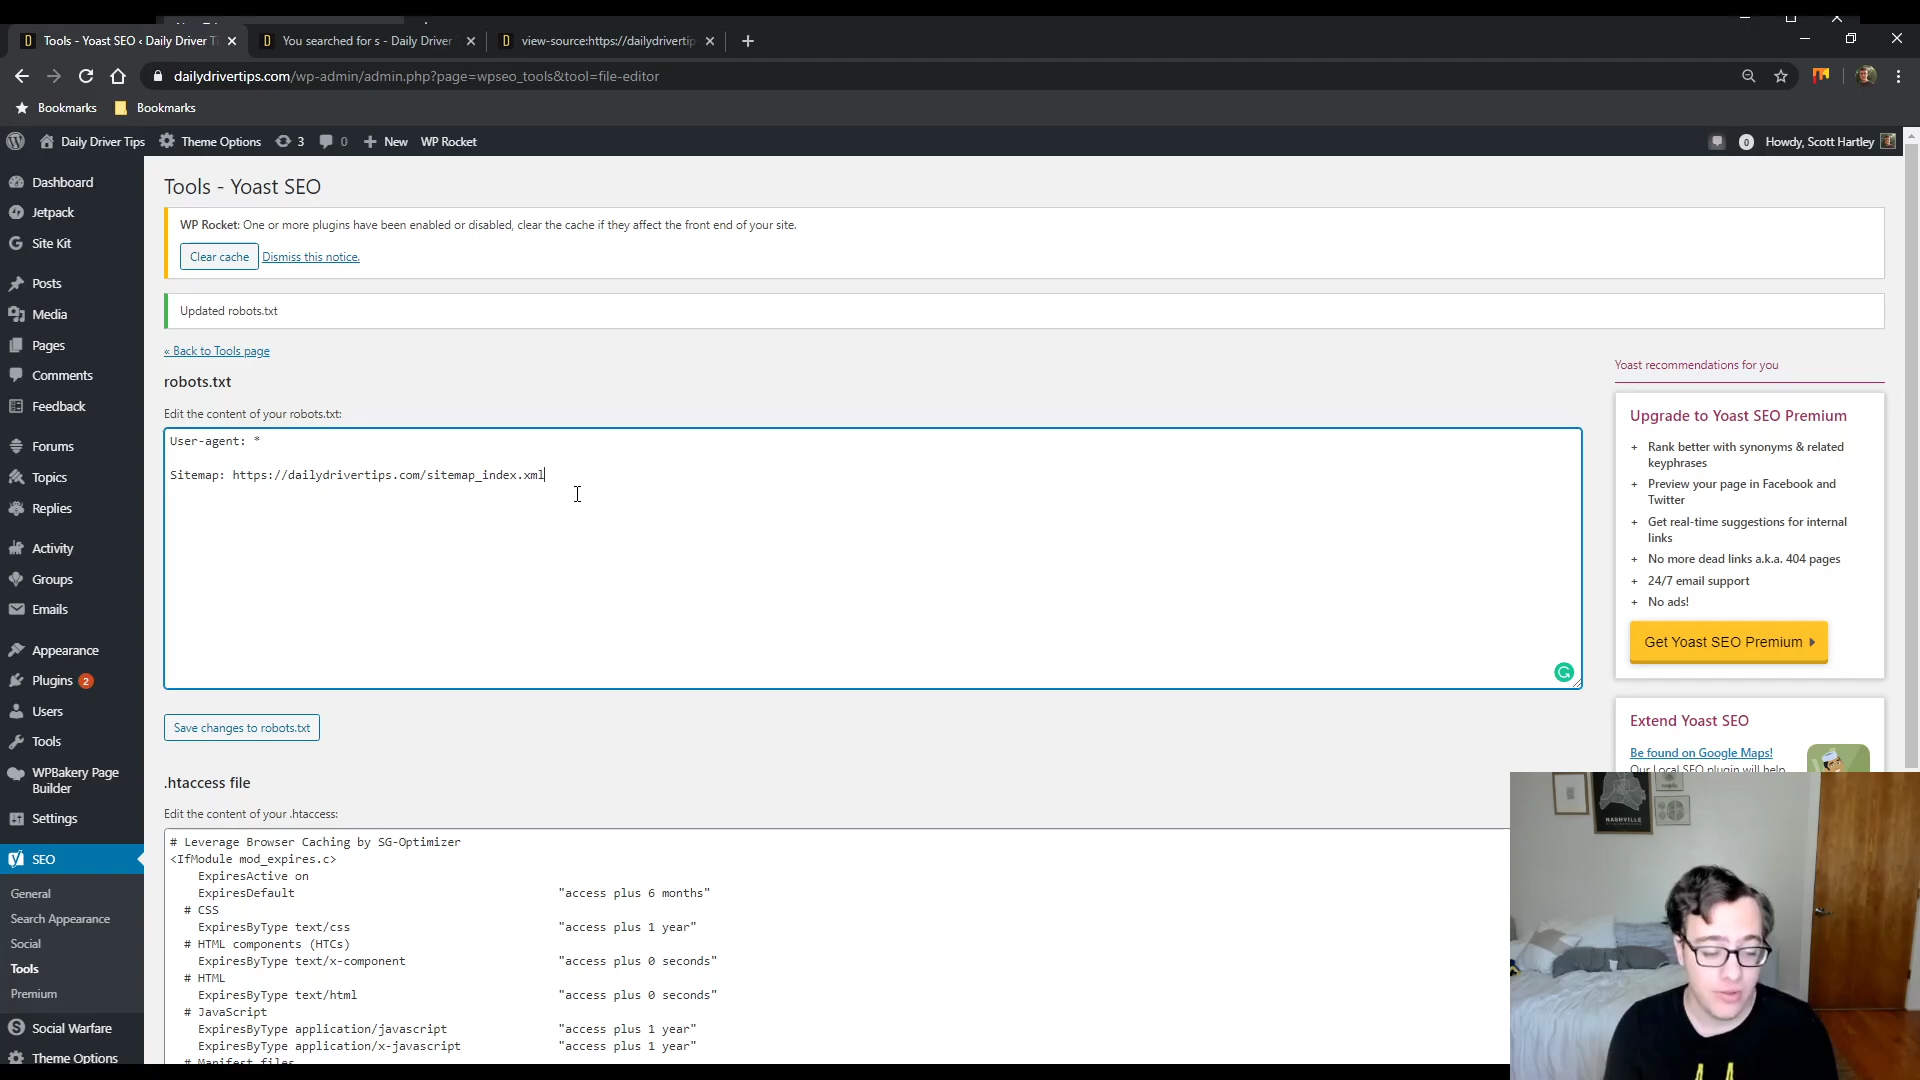 Tools - Yoast SEO ‹ Daily Driver Ti
You searched for s - Daily Driver
view-source:https://dailydrivertip
dailydrivertips.com/wp-admin/admin.php?page=wpseo_tools&tool=file-editor
Bookmarks
Bookmarks
Daily Driver Tips
Theme Options
3
0
New
WP Rocket
0
Howdy, Scott Hartley
Dashboard
Jetpack
Site Kit
Posts
Media
Pages
Comments
Feedback
Forums
Topics
Replies
Activity
Groups
Emails
Appearance
Plugins 2
Users
Tools
WPBakery Page
Builder
Settings
SEO
General
Search Appearance
Social
Tools
Premium
Social Warfare
Theme Options
Tools - Yoast SEO
WP Rocket: One or more plugins have been enabled or disabled, clear the cache if they affect the front end of your site.
Clear cache
Dismiss this notice.
Updated robots.txt
« Back to Tools page
robots.txt
Edit the content of your robots.txt:
User-agent: *
Sitemap: https://dailydrivertips.com/sitemap_index.xml
Save changes to robots.txt
.htaccess file
Edit the content of your .htaccess:
# Leverage Browser Caching by SG-Optimizer
<IfModule mod_expires.c>
ExpiresActive on
ExpiresDefault "access plus 6 months"
# CSS
ExpiresByType text/css "access plus 1 year"
# HTML components (HTCs)
ExpiresByType text/x-component "access plus 0 seconds"
# HTML
ExpiresByType text/html "access plus 0 seconds"
# JavaScript
ExpiresByType application/javascript "access plus 1 year"
ExpiresByType application/x-javascript "access plus 1 year"
# Manifest files
Yoast recommendations for you
Upgrade to Yoast SEO Premium
+ Rank better with synonyms & related
keyphrases
+ Preview your page in Facebook and
Twitter
+ Get real-time suggestions for internal
links
+ No more dead links a.k.a. 404 pages
+ 24/7 email support
+ No ads!
Get Yoast SEO Premium
Extend Yoast SEO
Be found on Google Maps!
Our Local SEO plugin will help
NASHVILLE